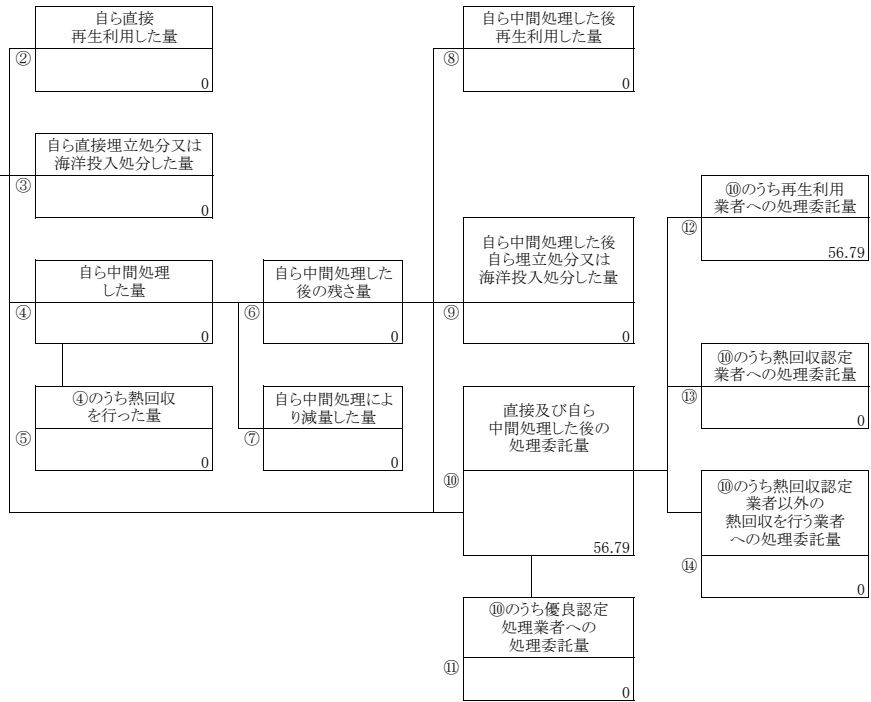 自ら直接
再生利用した量
②
0
自ら直接埋立処分又は
海洋投入処分した量
③
0
自ら中間処理
した量
④
0
④のうち熱回収
を行った量
⑤
0
自ら中間処理した
後の残さ量
⑥
0
自ら中間処理によ
り減量した量
⑦
0
自ら中間処理した後
再生利用した量
⑧
0
自ら中間処理した後
自ら埋立処分又は
海洋投入処分した量
⑨
0
直接及び自ら
中間処理した後の
処理委託量
⑩
56.79
⑩のうち優良認定
処理業者への
処理委託量
⑪
0
⑩のうち再生利用
業者への処理委託量
⑫
56.79
⑩のうち熱回収認定
業者への処理委託量
⑬
0
⑩のうち熱回収認定
業者以外の
熱回収を行う業者
への処理委託量
⑭
0